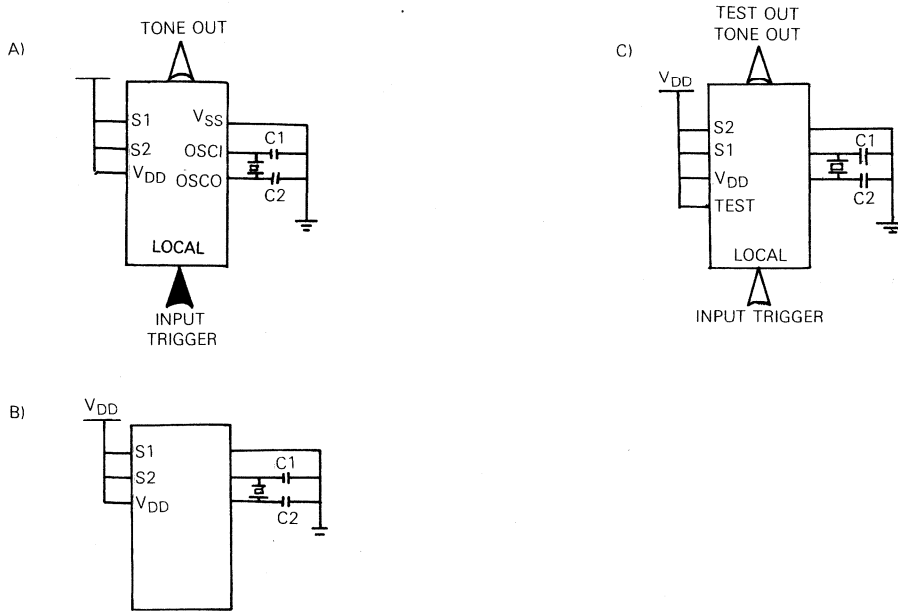 A)
TONE OUT
S1
S2
VDD
VSS
OSCI
OSCO
C1
C2
LOCAL
INPUT
TRIGGER
B)
VDD
S1
S2
VDD
C1
C2
C)
TEST OUT
TONE OUT
VDD
S2
S1
VDD
TEST
C1
C2
LOCAL
INPUT TRIGGER